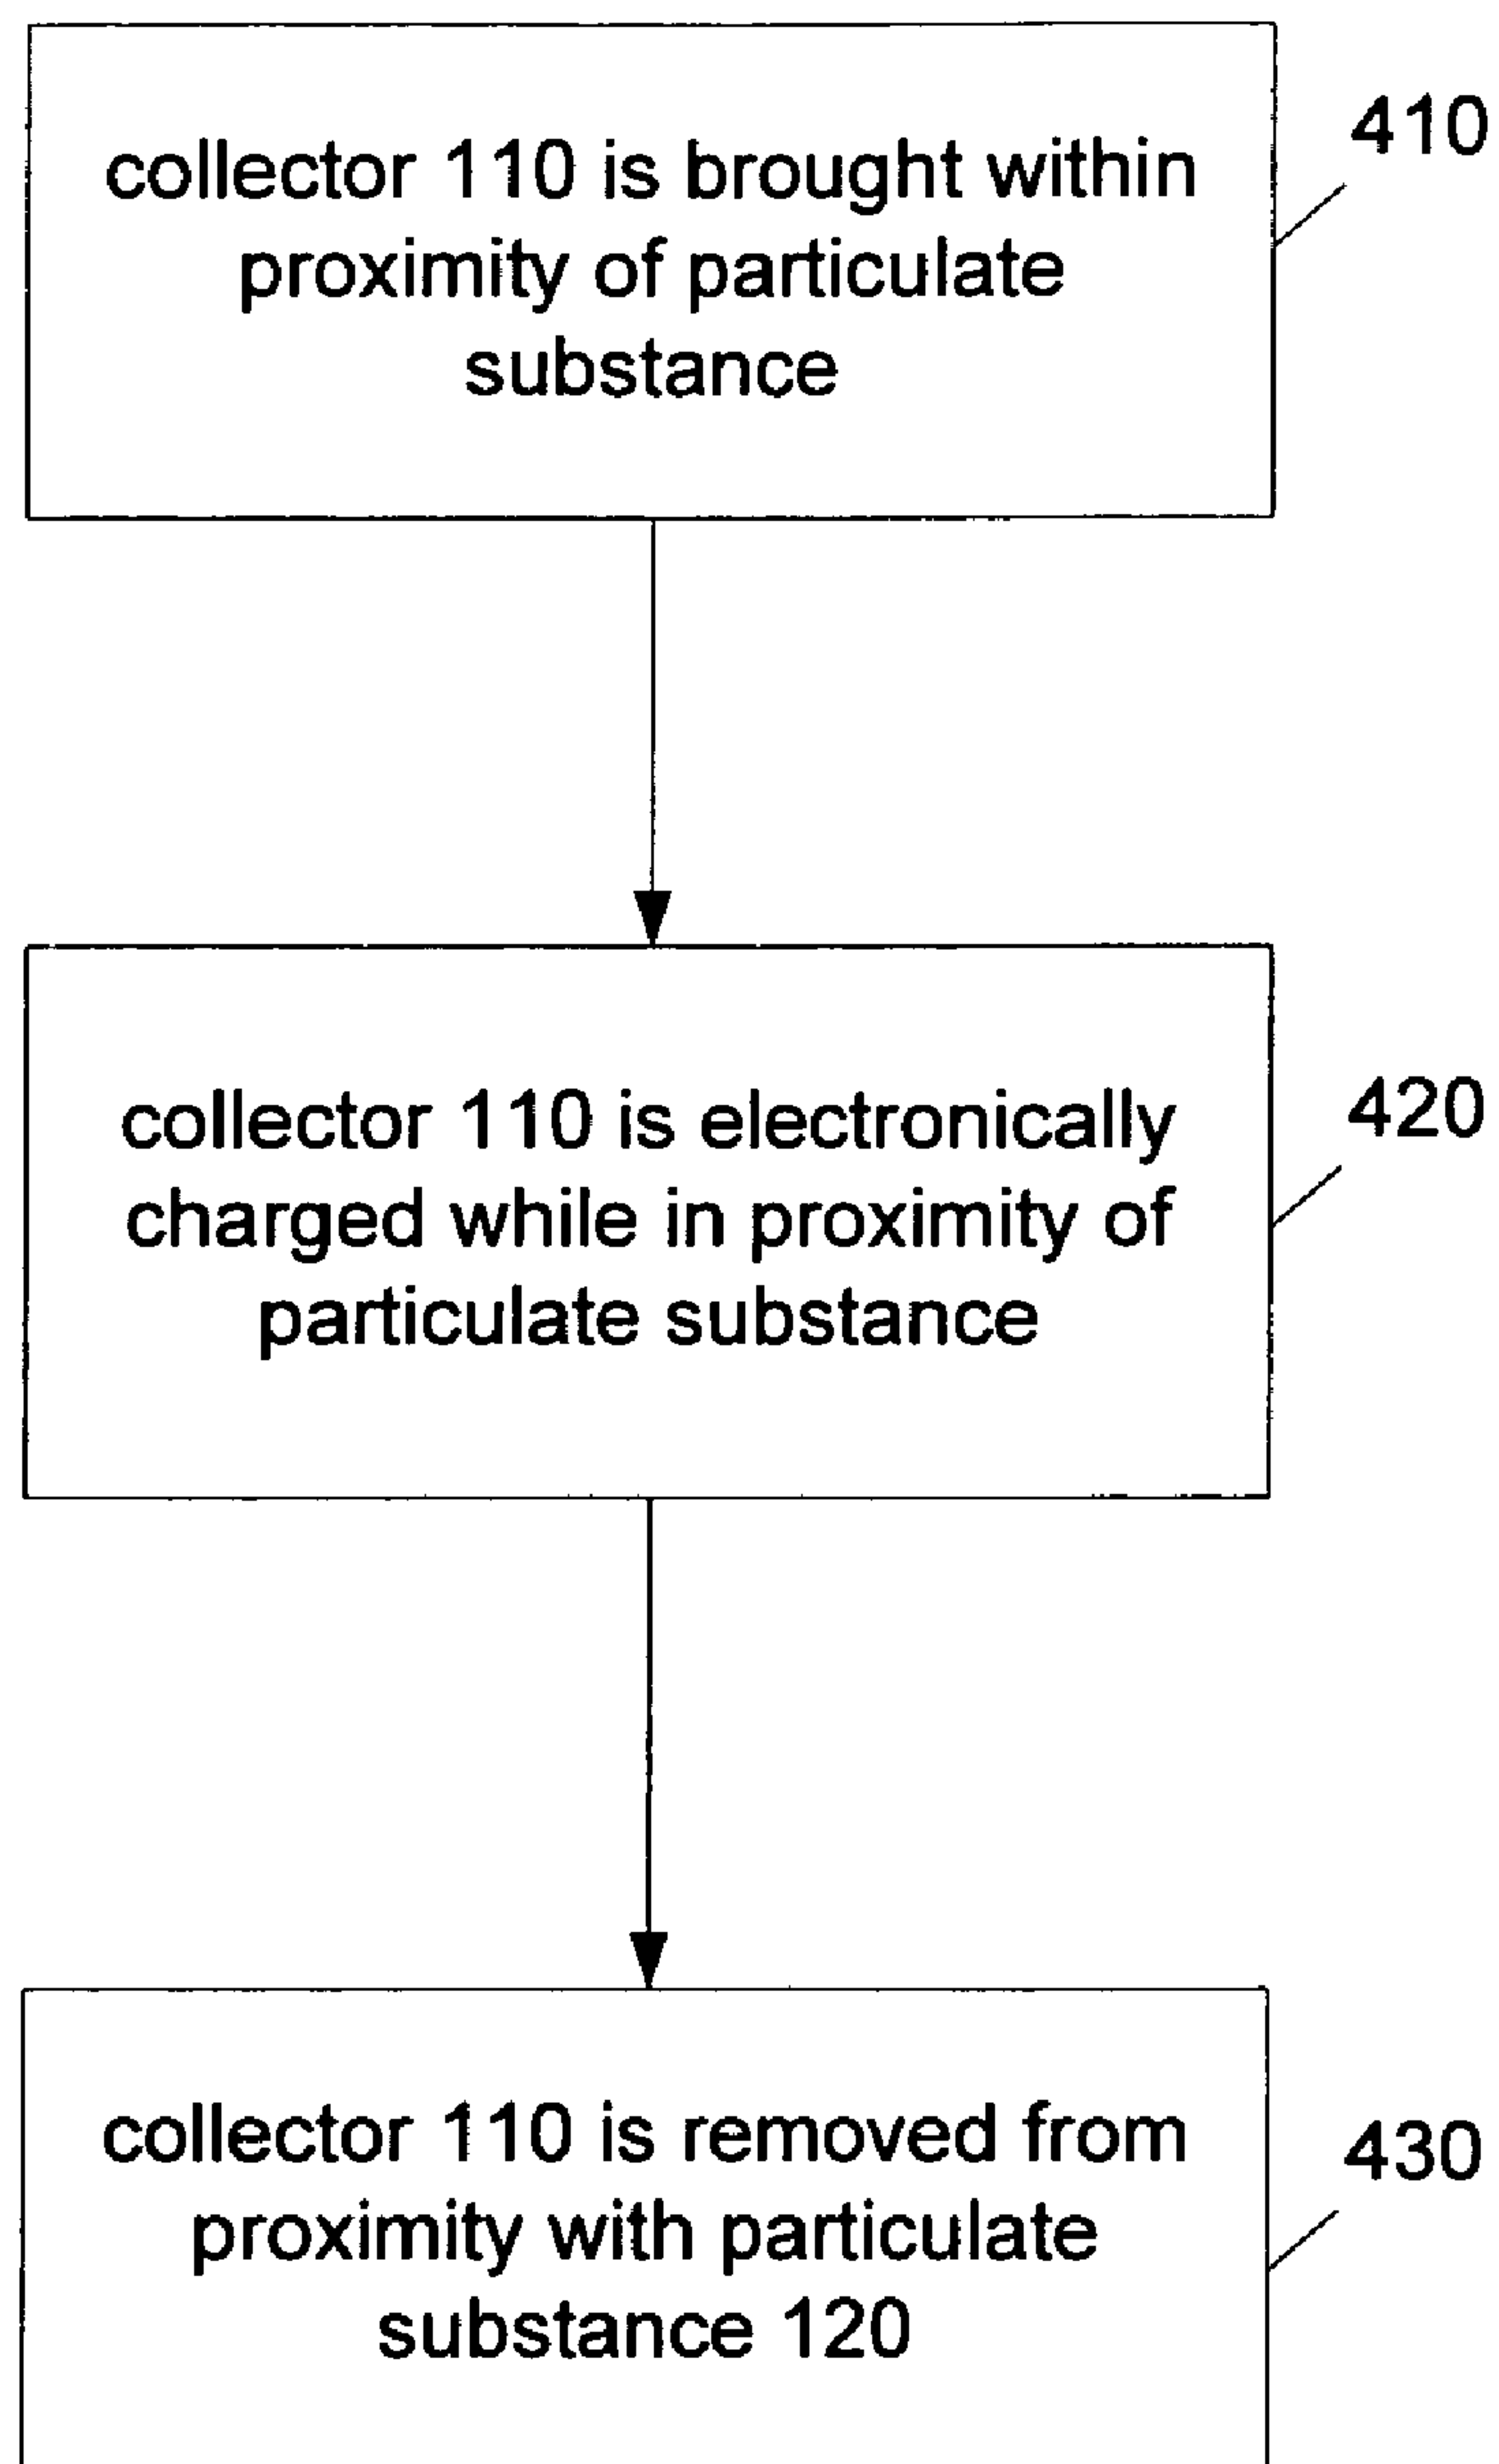 collector 110 is brought within
proximity of particulate
substance
410
collector 110 is electronically
charged while in proximity of
particulate substance
420
collector 110 is removed from
proximity with particulate
substance 120
430